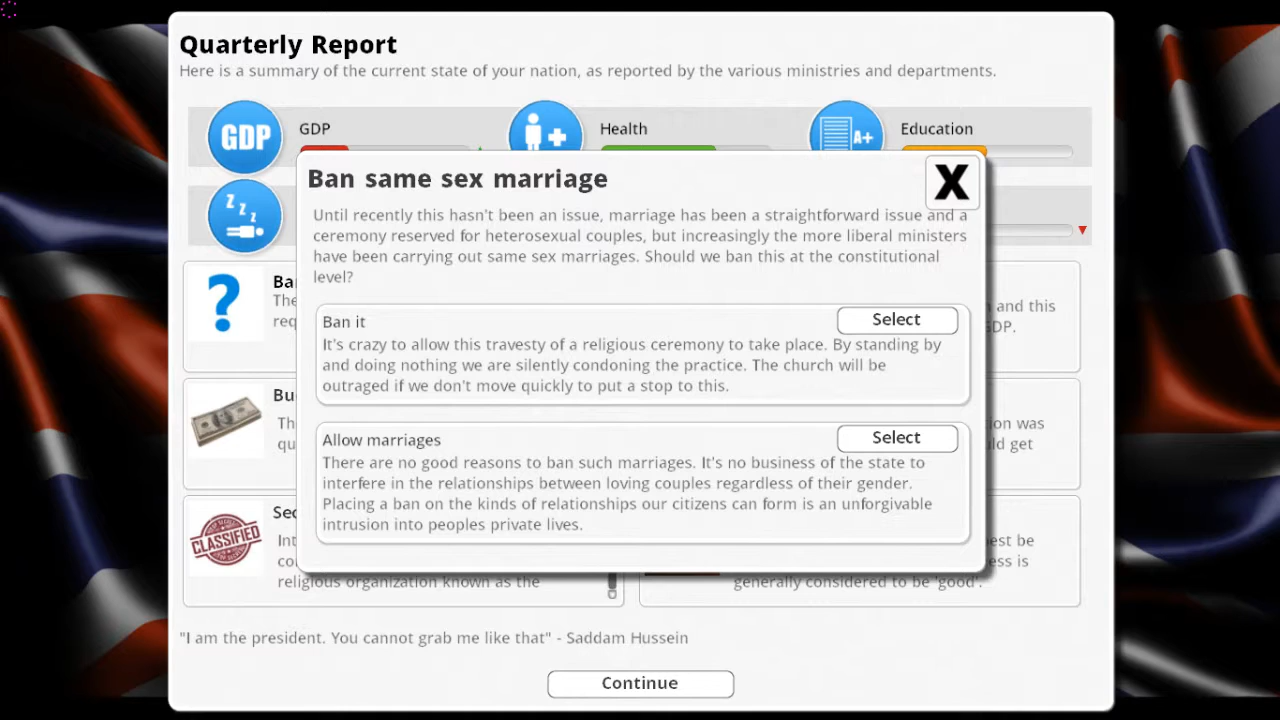 Quarterly Report
Here is a summary of the current state of your nation, as reported by the various ministries and departments.
GDP
GDP
Health
A+
Education
Ban same sex marriage
X
Until recently this hasn't been an issue, marriage has been a straightforward issue and a
ceremony reserved for heterosexual couples, but increasingly the more liberal ministers
have been carrying out same sex marriages. Should we ban this at the constitutional
level?
z z z
?
Ban it
Select
It's crazy to allow this travesty of a religious ceremony to take place. By standing by
and doing nothing we are silently condoning the practice. The church will be
outraged if we don't move quickly to put a stop to this.
Allow marriages
Select
There are no good reasons to ban such marriages. It's no business of the state to
interfere in the relationships between loving couples regardless of their gender.
Placing a ban on the kinds of relationships our citizens can form is an unforgivable
intrusion into peoples private lives.
and this
CLASSIFIED
religious organization known as the
generally considered to be 'good'.
"I am the president. You cannot grab me like that" - Saddam Hussein
Continue